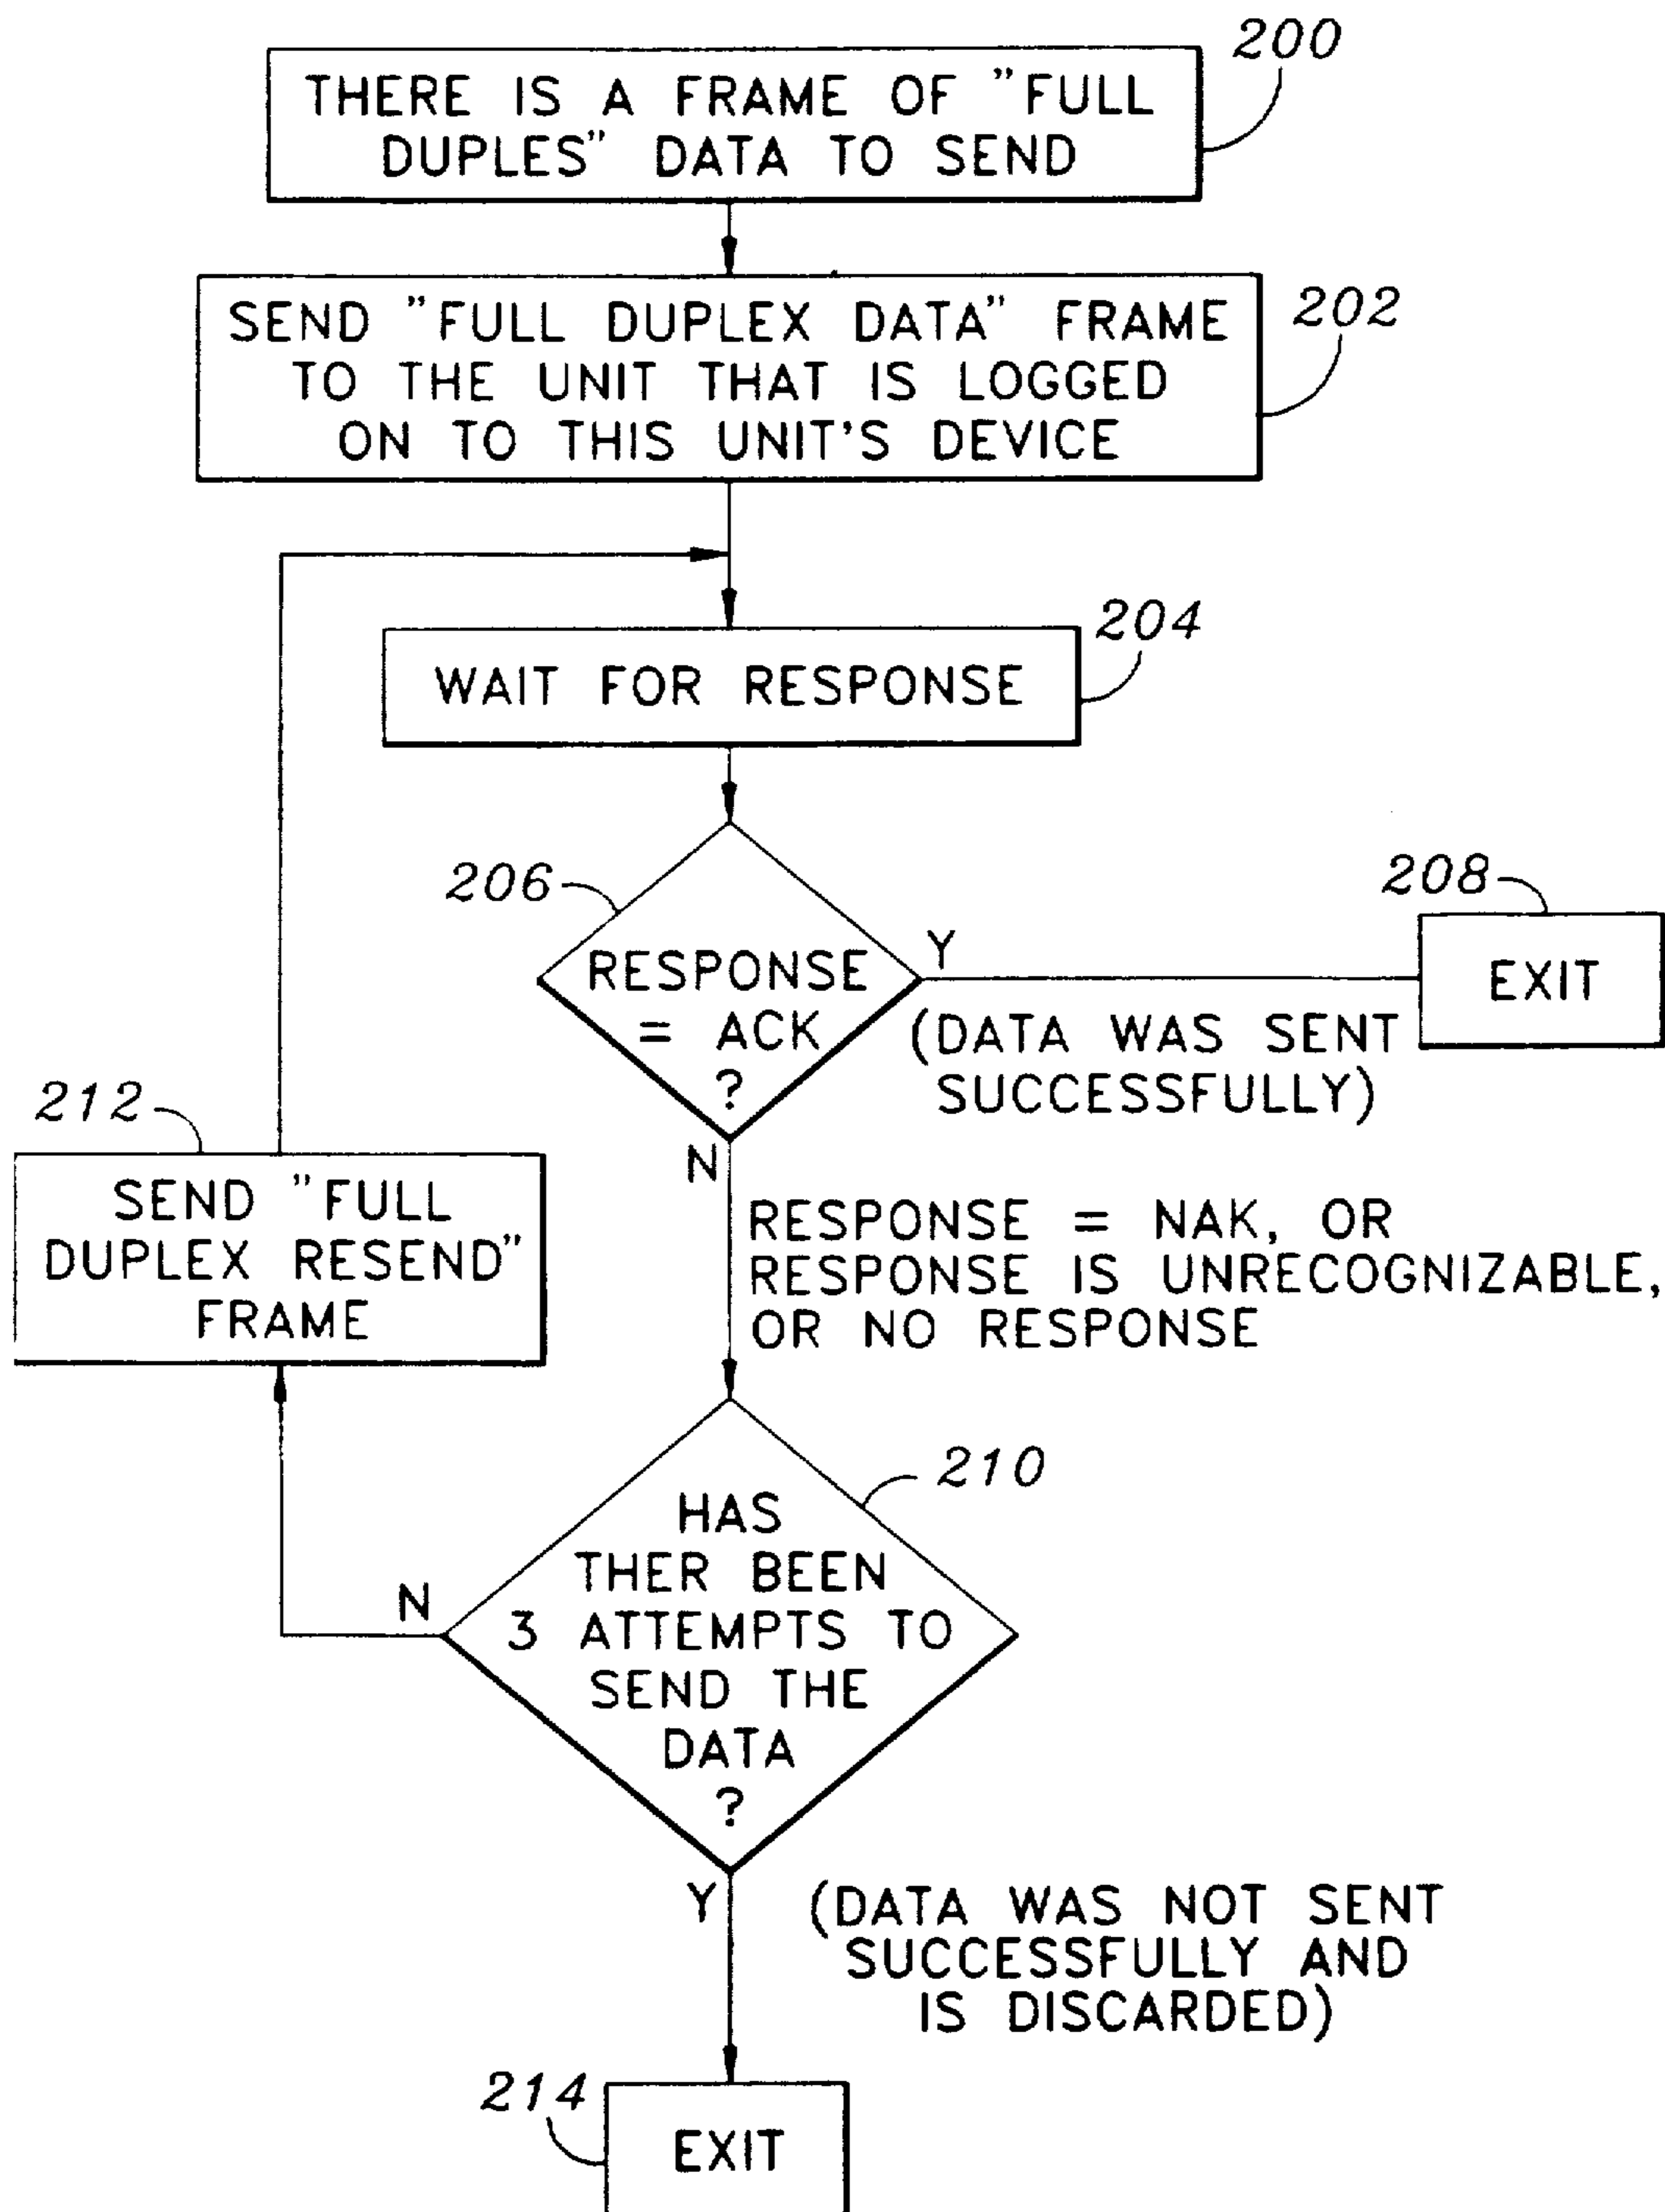 200
THERE IS A FRAME OF "FULL
DUPLES" DATA TO SEND
202
SEND "FULL DUPLEX DATA" FRAME
TO THE UNIT THAT IS LOGGED
ON TO THIS UNIT'S DEVICE
204
WAIT FOR RESPONSE
206
RESPONSE
= ACK
?
Y
208
EXIT
(DATA WAS SENT
SUCCESSFULLY)
N
RESPONSE = NAK, OR
RESPONSE IS UNRECOGNIZABLE,
OR NO RESPONSE
212
SEND "FULL
DUPLEX RESEND"
FRAME
210
HAS
THER BEEN
3 ATTEMPTS TO
SEND THE
DATA
?
N
Y
(DATA WAS NOT SENT
SUCCESSFULLY AND
IS DISCARDED)
214
EXIT